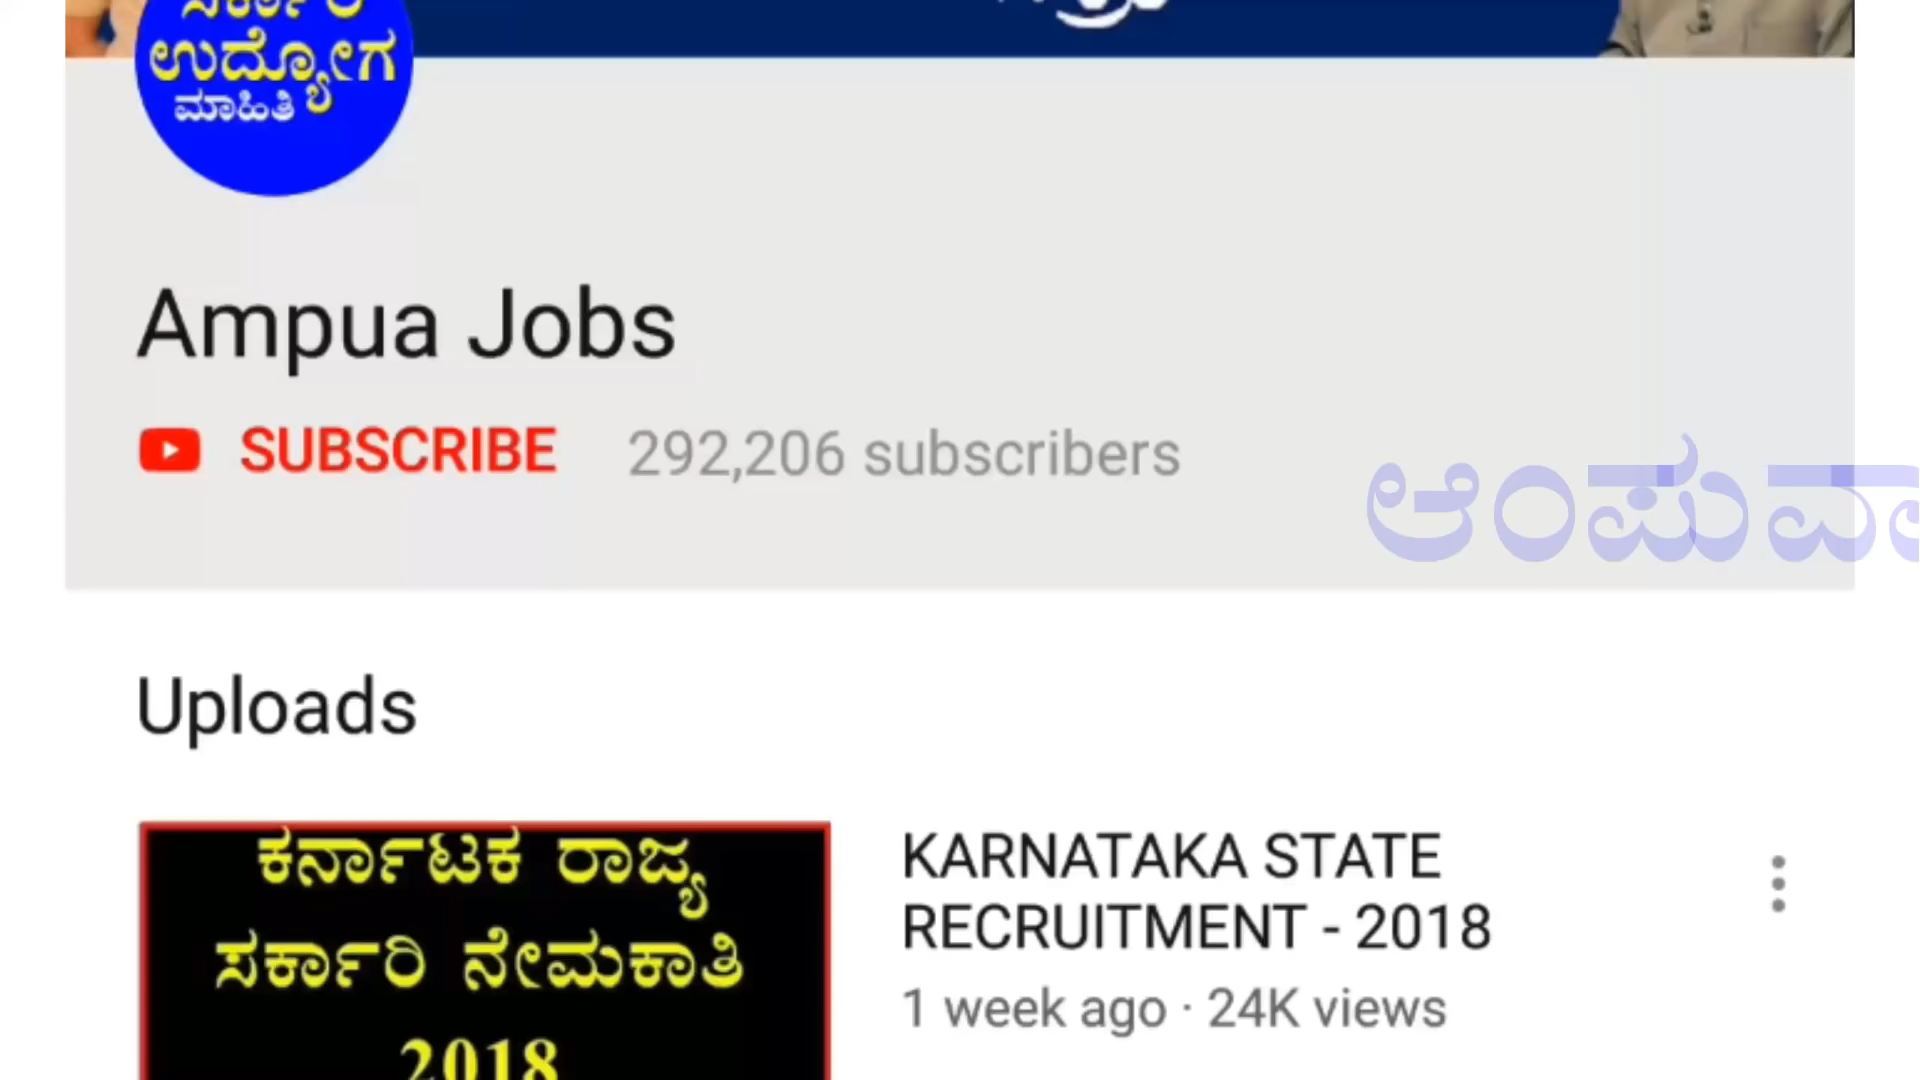 ಸರ್ಕಾರಿ
ಉದ್ಯೋಗ
ಮಾಹಿತಿ
Ampua Jobs
SUBSCRIBE 292,206 subscribers
ಆಂಪುವಾ
Uploads
ಕರ್ನಾಟಕ ರಾಜ್ಯ
ಸರ್ಕಾರಿ ನೇಮಕಾತಿ
2018
KARNATAKA STATE
RECRUITMENT - 2018
1 week ago · 24K views